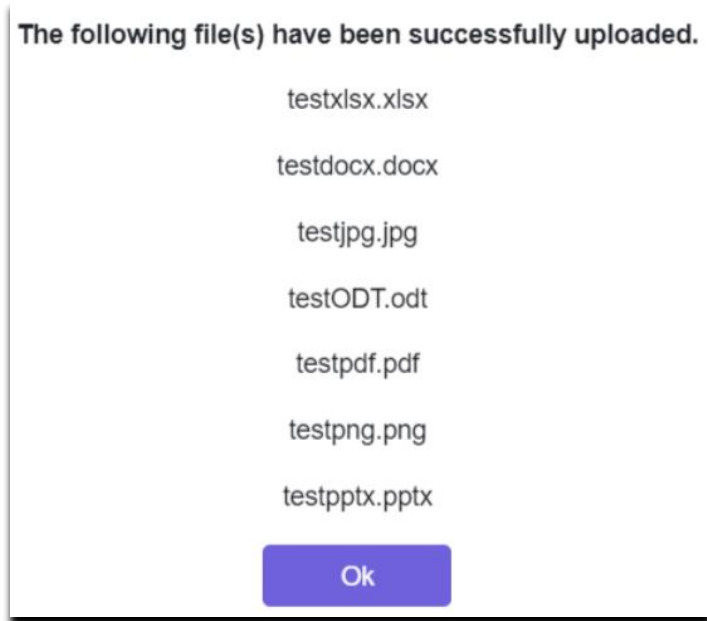 The following file(s) have been successfully uploaded.
testxlsx.xlsx
testdocx.docx
testjpg.jpg
testODT.odt
testpdf.pdf
testpng.png
testpptx.pptx
Ok